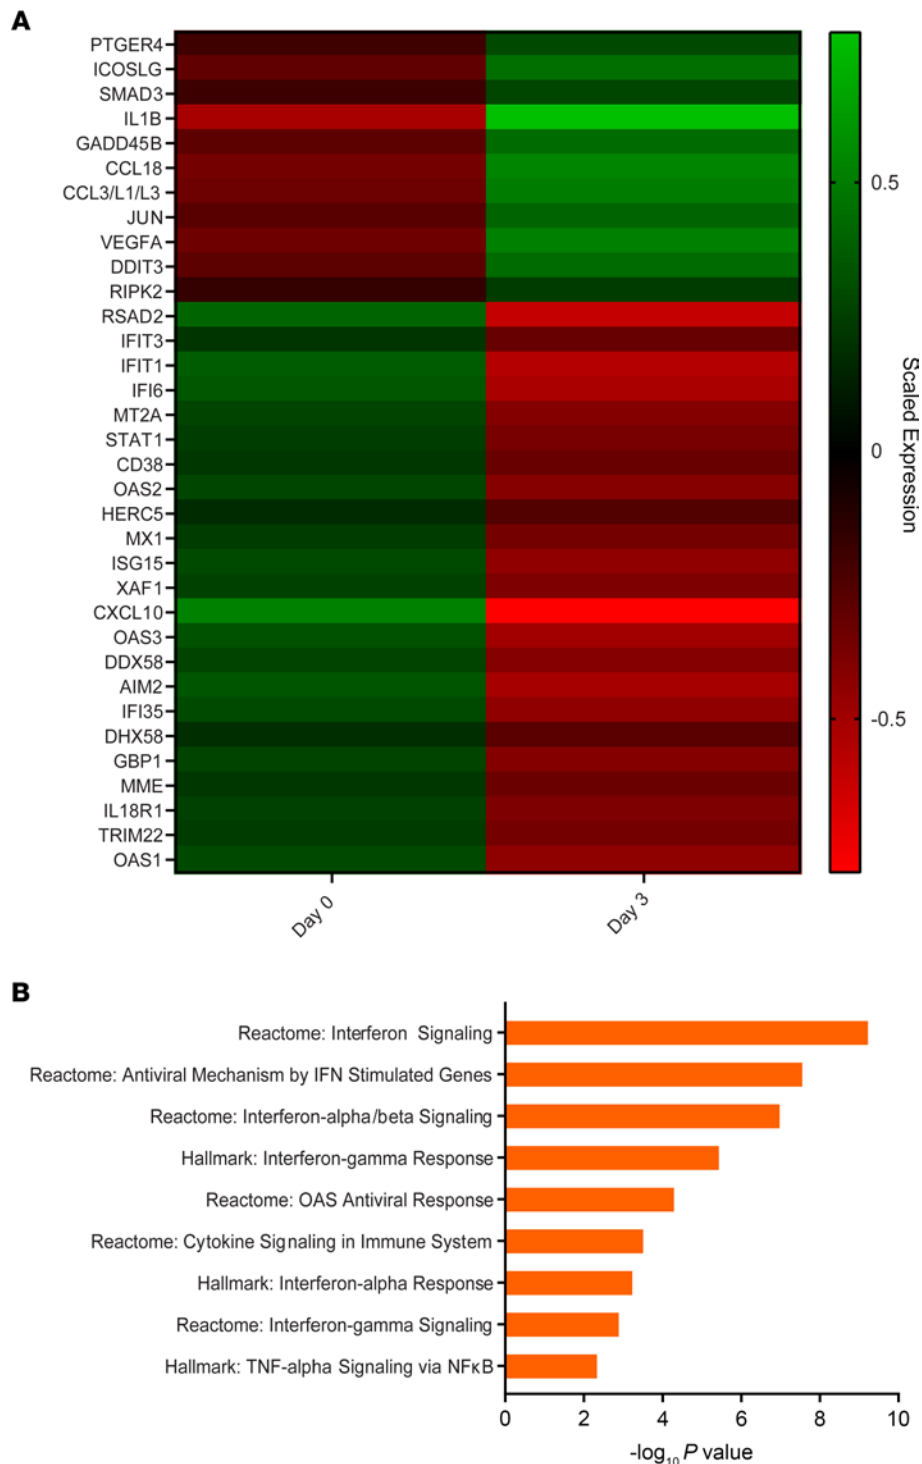 A
PTGER4
ICOSLG
SMAD3
IL1B
GADD45B
CCL18
CCL3/L1/L3
JUN
VEGFA
DDIT3
RIPK2
RSAD2
IFIT3
IFIT1
IFI6
MT2A
STAT1
CD38
OAS2
HERC5
MX1
ISG15
XAF1
CXCL10
OAS3
DDX58
AIM2
IFI35
DHX58
GBP1
MME
IL18R1
TRIM22
OAS1
Day 0
Day 3
0.5
0
-0.5
Scaled Expression
B
Reactome: Interferon Signaling
Reactome: Antiviral Mechanism by IFN Stimulated Genes
Reactome: Interferon-alpha/beta Signaling
Hallmark: Interferon-gamma Response
Reactome: OAS Antiviral Response
Reactome: Cytokine Signaling in Immune System
Hallmark: Interferon-alpha Response
Reactome: Interferon-gamma Signaling
Hallmark: TNF-alpha Signaling via NFκB
0 2 4 6 8 10
-log₁₀ P value